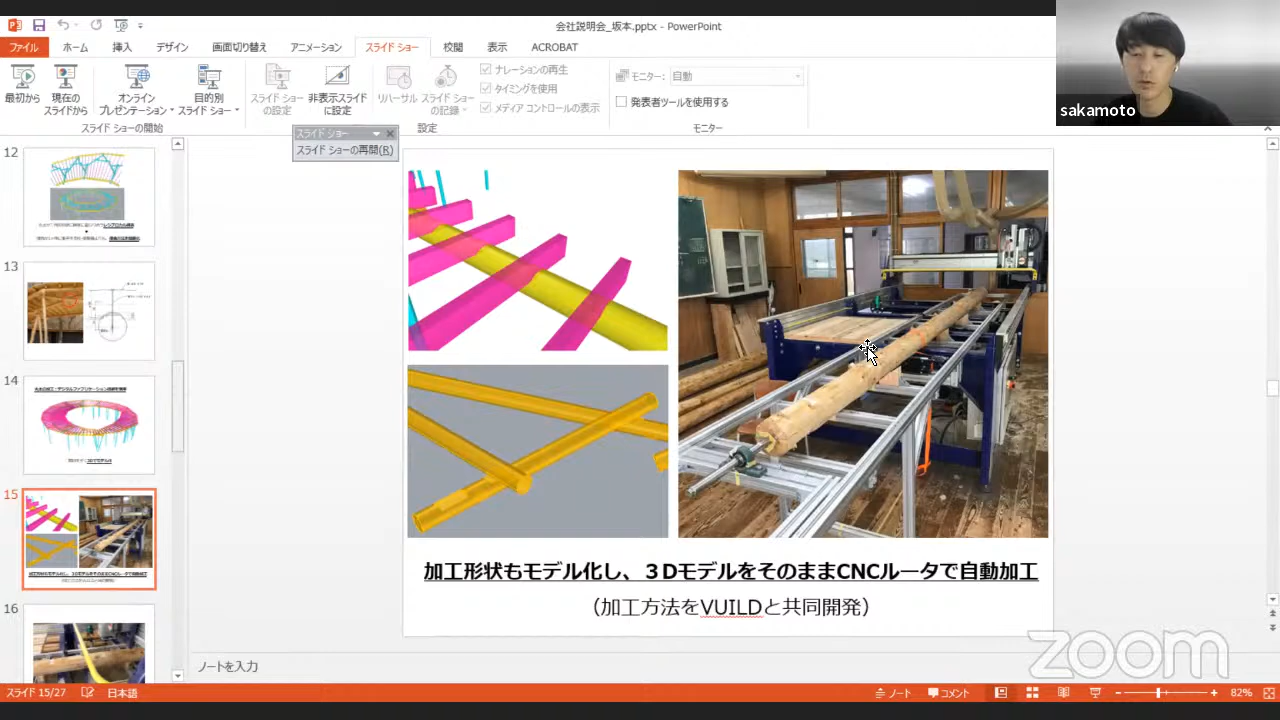 会社説明会_坂本.pptx - PowerPoint
ファイル ホーム 挿入 デザイン 画面切り替え アニメーション スライド ショー 校閲 表示 ACROBAT
最初から
現在の
スライドから
オンライン
プレゼンテーション
目的別
スライド ショー
スライド ショー
の設定
非表示スライド
に設定
リハーサル
スライド ショー
の記録
ナレーションの再生
タイミングを使用
メディア コントロールの表示
モニター: 自動
発表者ツールを使用する
スライド ショーの開始
設定
モニター
スライド ショー
スライド ショーの再開(R)
sakamoto
12
13
14
15
16
加工形状もモデル化し、３DモデルをそのままCNCルータで自動加工
（加工方法をVUILDと共同開発）
zoom
ノートを入力
スライド 15/27 日本語 ノート コメント 82%